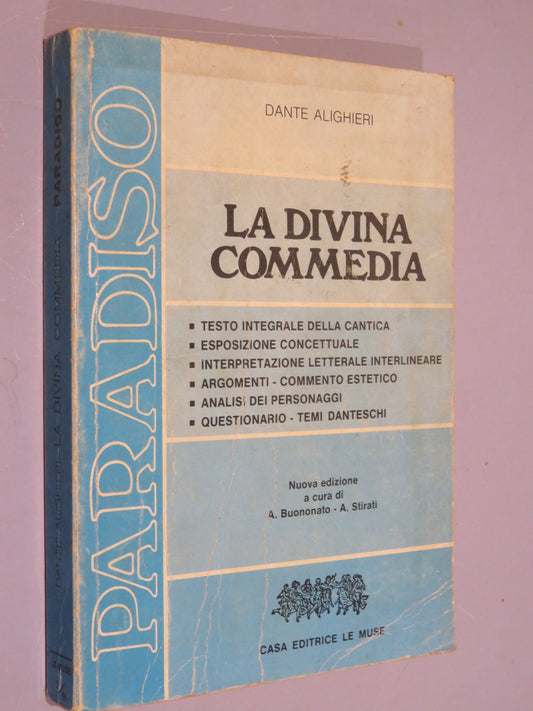 DANTE ALIGHIERI
LA DIVINA
COMMEDIA
PARADISO
▪ TESTO INTEGRALE DELLA CANTICA
▪ ESPOSIZIONE CONCETTUALE
▪ INTERPRETAZIONE LETTERALE INTERLINEARE
▪ ARGOMENTI - COMMENTO ESTETICO
▪ ANALISI DEI PERSONAGGI
▪ QUESTIONARIO - TEMI DANTESCHI
Nuova edizione
a cura di
A. Buononato - A. Stirati
CASA EDITRICE LE MUSE
DANTE ALIGHIERI - LA DIVINA COMMEDIA - PARADISO